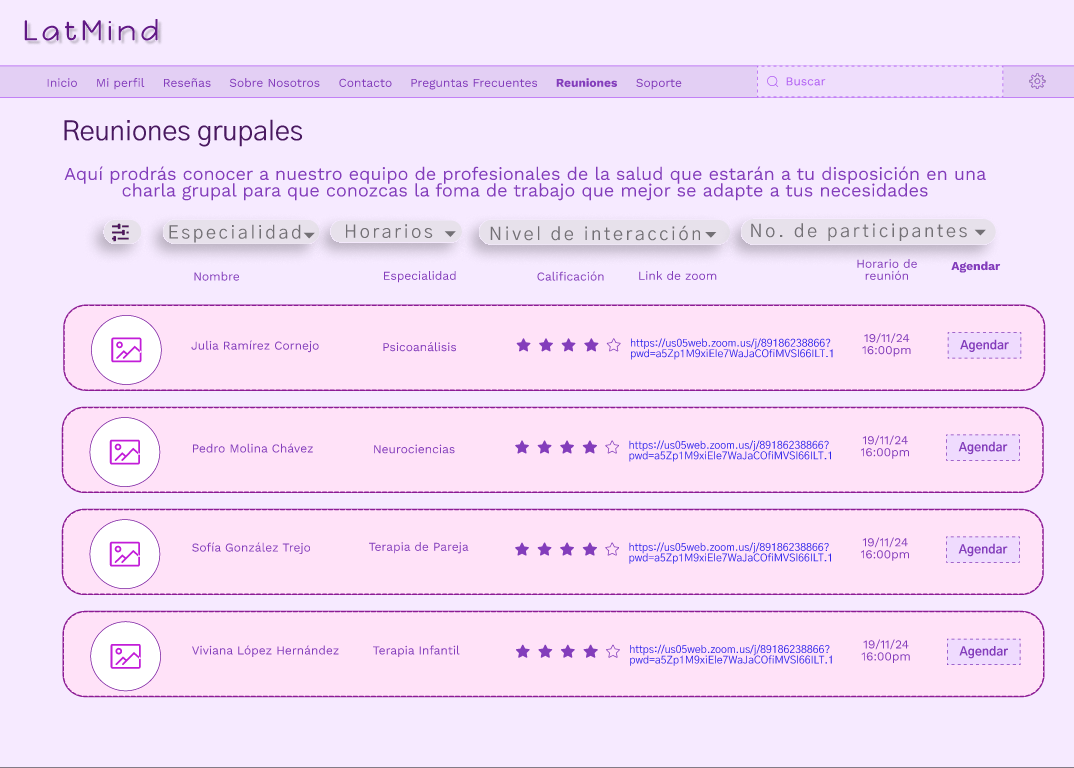 LatMind
Inicio Mi perfil Reseñas Sobre Nosotros Contacto Preguntas Frecuentes Reuniones Soporte Buscar
Reuniones grupales
Aquí prodrás conocer a nuestro equipo de profesionales de la salud que estarán a tu disposición en una
charla grupal para que conozcas la foma de trabajo que mejor se adapte a tus necesidades
Especialidad Horarios Nivel de interacción No. de participantes
Nombre Especialidad Calificación Link de zoom Horario de reunión Agendar
Julia Ramírez Cornejo Psicoanálisis
https://us05web.zoom.us/j/89186238866?
pwd=a5Zp1M9xiEle7WaJaCOfiMVSI66ILT.1
19/11/24
16:00pm
Agendar
Pedro Molina Chávez Neurociencias
https://us05web.zoom.us/j/89186238866?
pwd=a5Zp1M9xiEle7WaJaCOfiMVSI66ILT.1
19/11/24
16:00pm
Agendar
Sofía González Trejo Terapia de Pareja
https://us05web.zoom.us/j/89186238866?
pwd=a5Zp1M9xiEle7WaJaCOfiMVSI66ILT.1
19/11/24
16:00pm
Agendar
Viviana López Hernández Terapia Infantil
https://us05web.zoom.us/j/89186238866?
pwd=a5Zp1M9xiEle7WaJaCOfiMVSI66ILT.1
19/11/24
16:00pm
Agendar